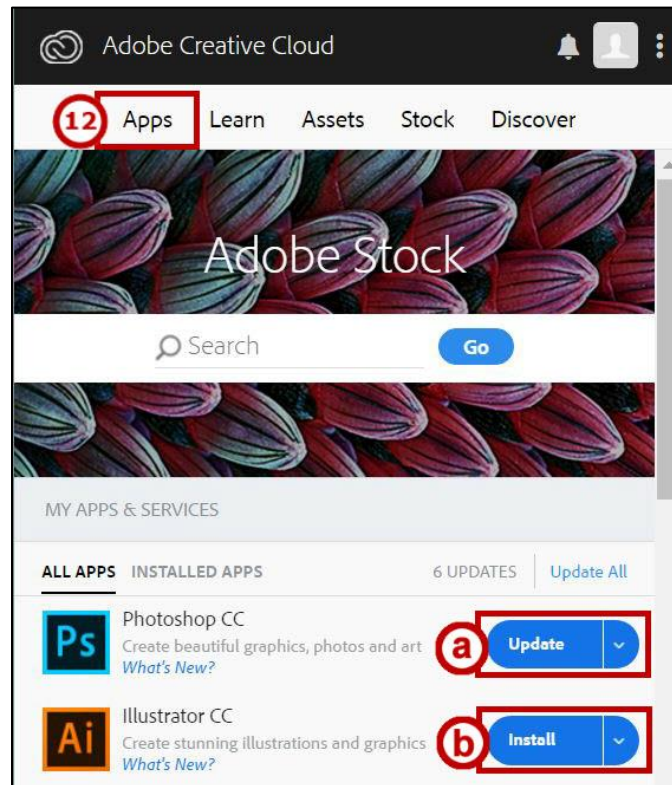 Adobe Creative Cloud
12 Apps Learn Assets Stock Discover
Adobe Stock
Search Go
MY APPS & SERVICES
ALL APPS INSTALLED APPS 6 UPDATES Update All
Ps Photoshop CC
Create beautiful graphics, photos and art
What's New?
a Update
Ai Illustrator CC
Create stunning illustrations and graphics
What's New?
b Install